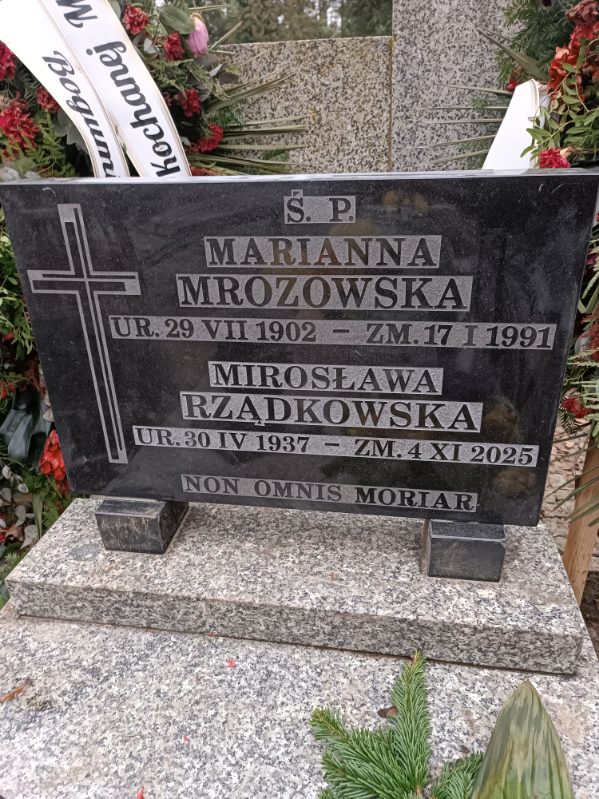 Kochanej M
Bogum
Ś. P.
MARIANNA
MROZOWSKA
UR. 29 VII 1902 – ZM. 17 I 1991
MIROSŁAWA
RZĄDKOWSKA
UR. 30 IV 1937 – ZM. 4 XI 2025
NON OMNIS MORIAR